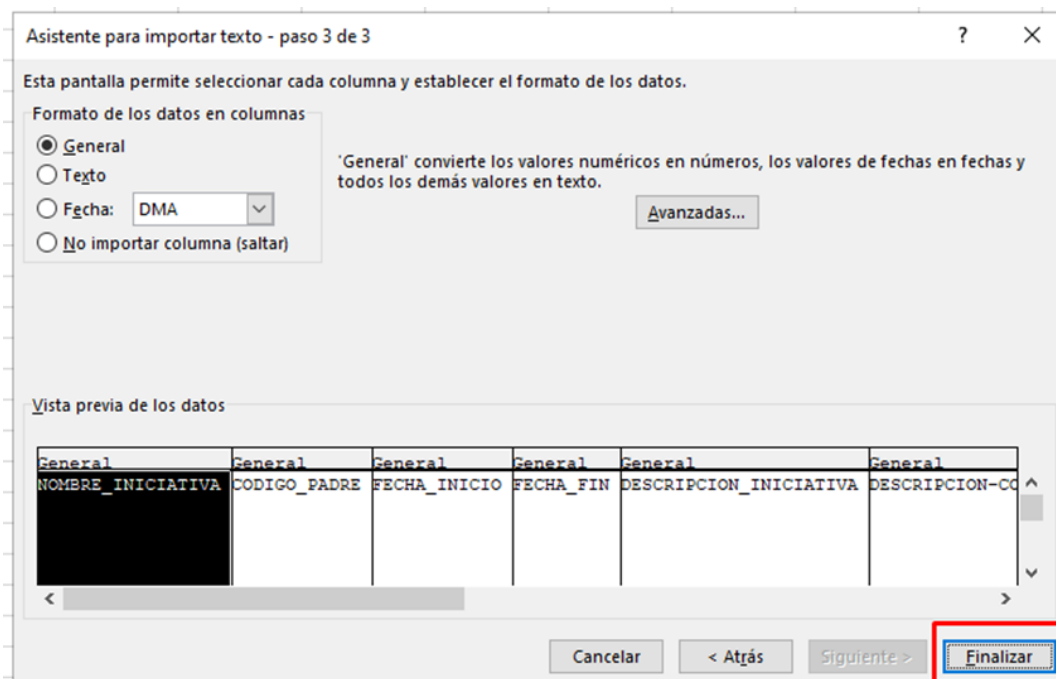 Asistente para importar texto - paso 3 de 3 ? ×
Esta pantalla permite seleccionar cada columna y establecer el formato de los datos.
Formato de los datos en columnas
General
Texto
Fecha: DMA
No importar columna (saltar)
'General' convierte los valores numéricos en números, los valores de fechas en fechas y
todos los demás valores en texto.
Avanzadas...
Vista previa de los datos
General General General General General General
NOMBRE_INICIATIVA CODIGO_PADRE FECHA_INICIO FECHA_FIN DESCRIPCION_INICIATIVA DESCRIPCION-CO
Cancelar < Atrás Siguiente > Finalizar